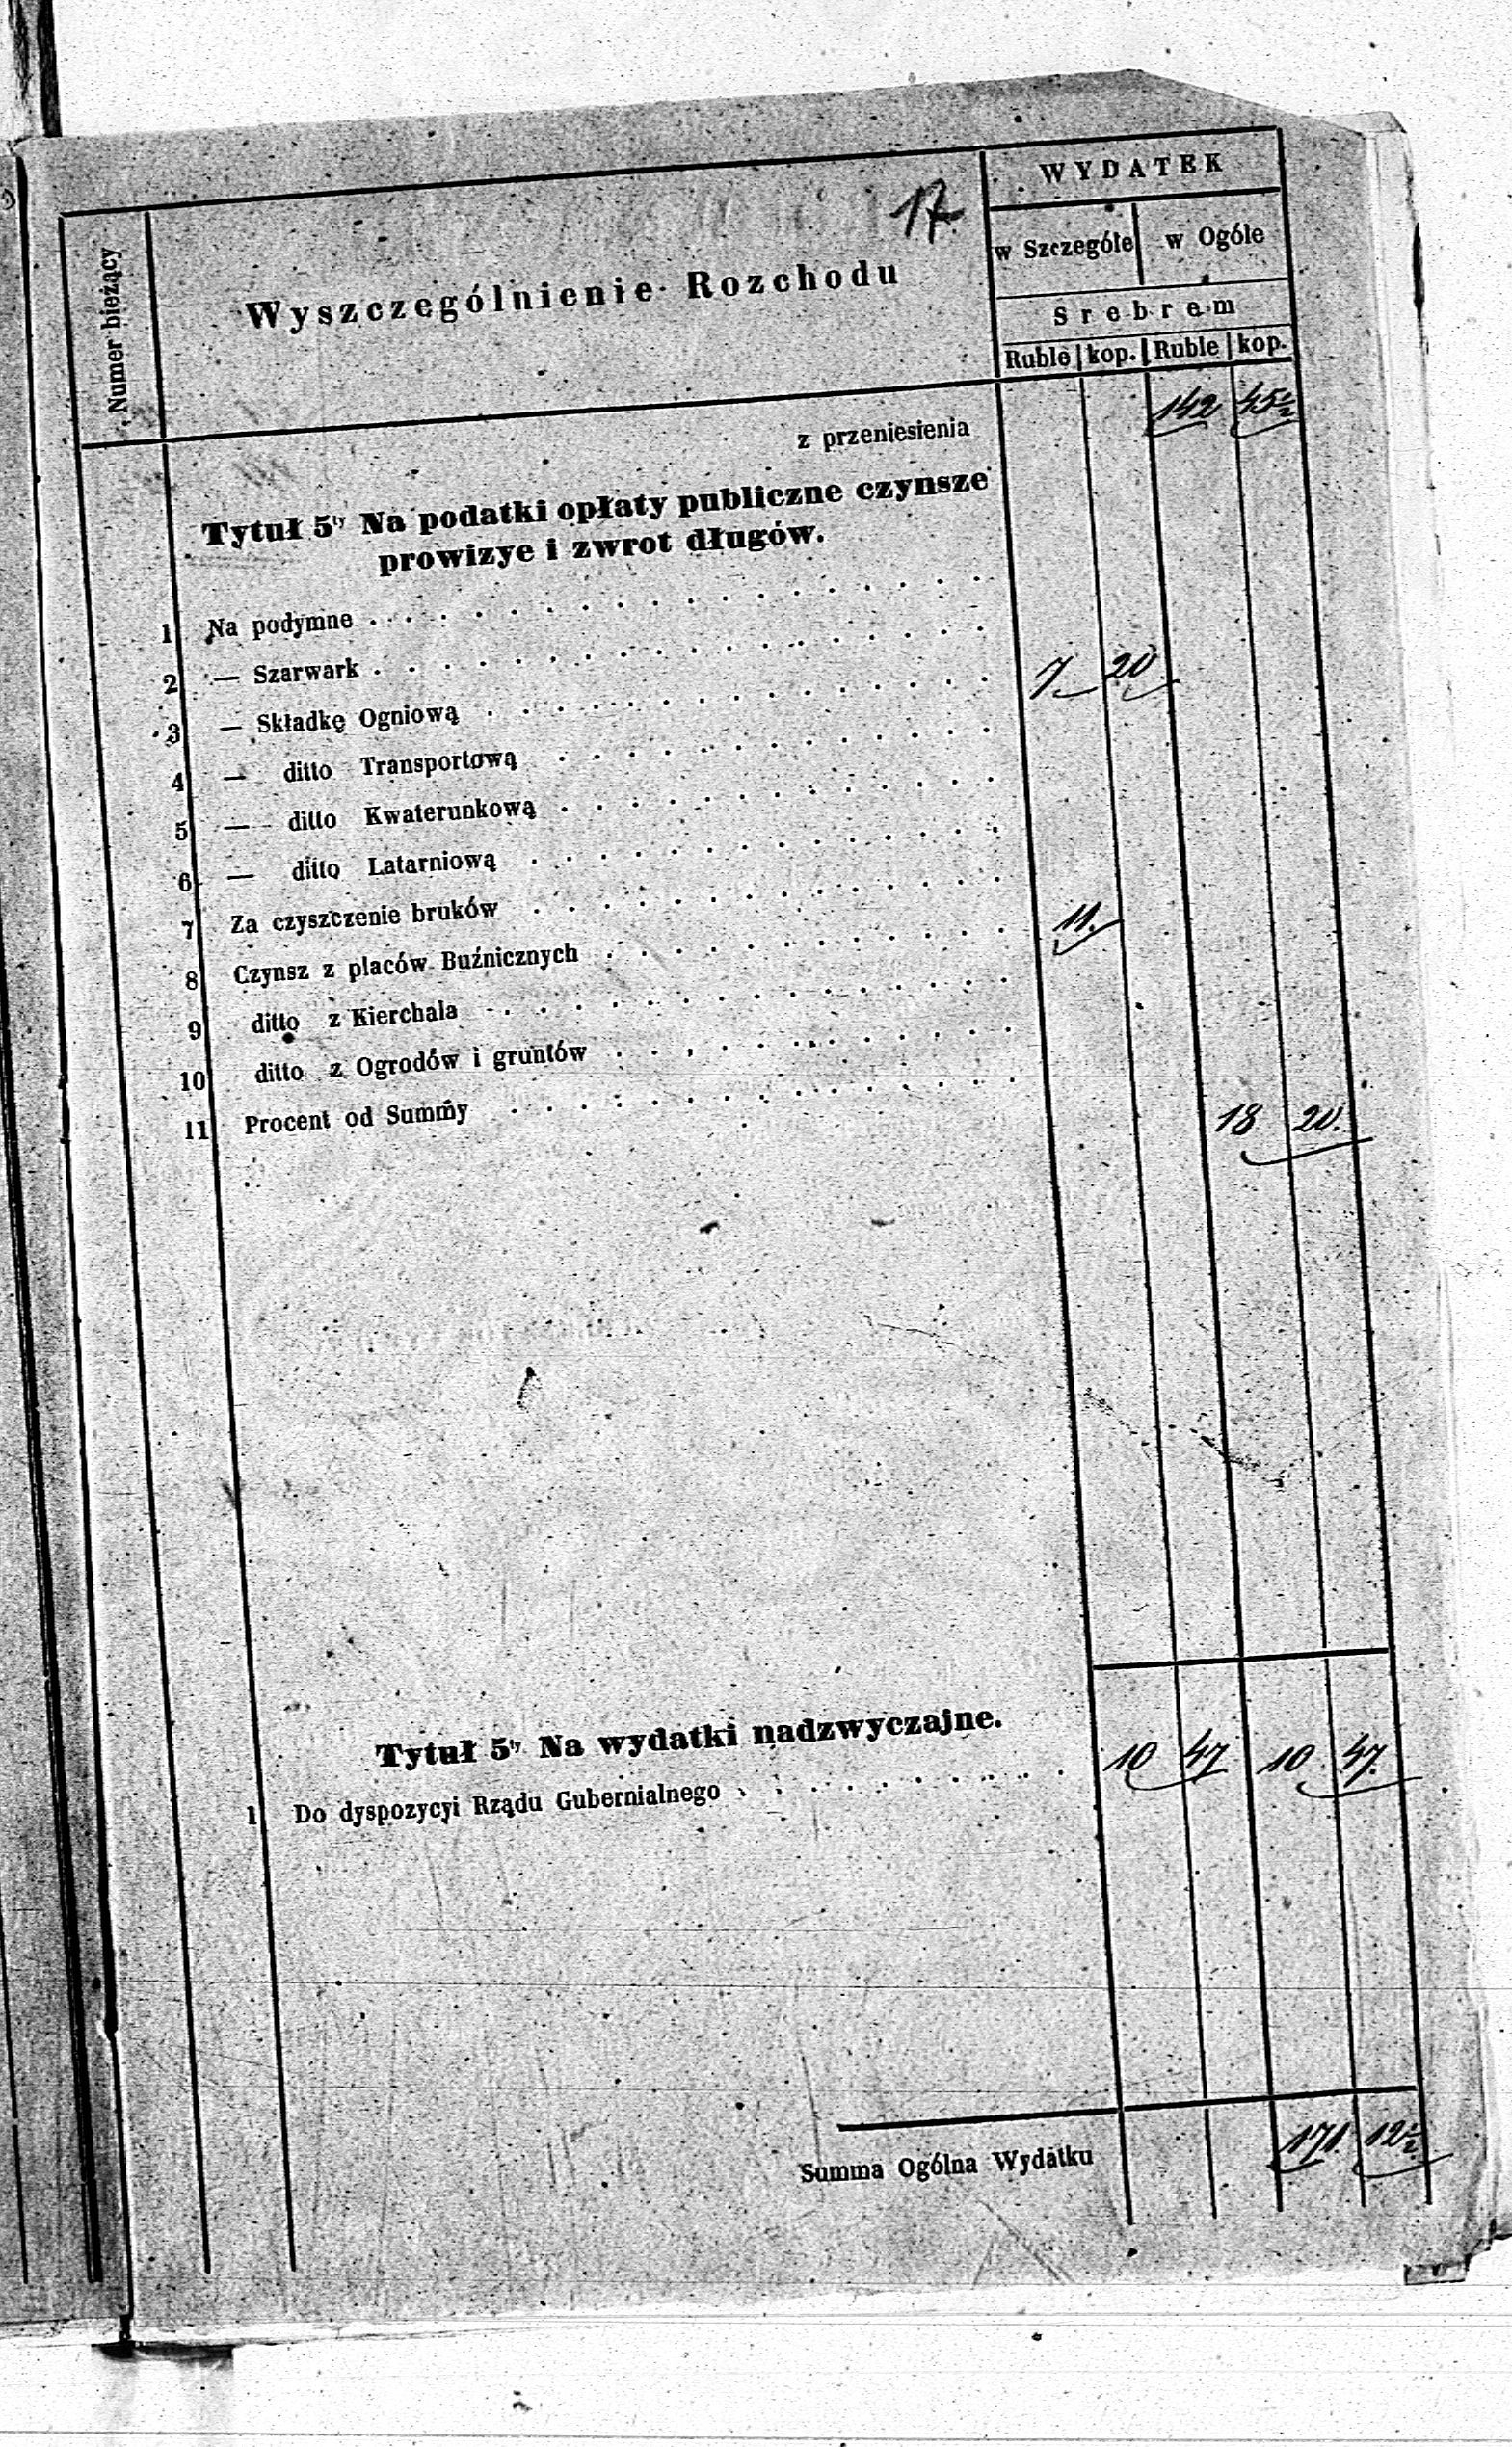 17.
WYDATEK
Numer bieżący
Wyszczególnienie Rozchodu
w Szczególe w Ogóle
Srebrem
Ruble kop. Ruble kop.
z przeniesienia 142 45½
Tytuł 5ty Na podatki opłaty publiczne czynsze
prowizye i zwrot długów.
1 Na podymne
2 — Szarwark
3 — Składkę Ogniową 7 20
4 — ditto Transportową
5 — ditto Kwaterunkową
6 — ditto Latarniową
7 Za czyszczenie bruków
8 Czynsz z placów Buźnicznych 11.
9 ditto z Kierchala
10 ditto z Ogrodów i gruntów
11 Procent od Summy
18 20.
Tytuł 5ty Na wydatki nadzwyczajne.
1 Do dyspozycyi Rządu Gubernialnego 10 47 10 47.
Summa Ogólna Wydatku 171. 12½